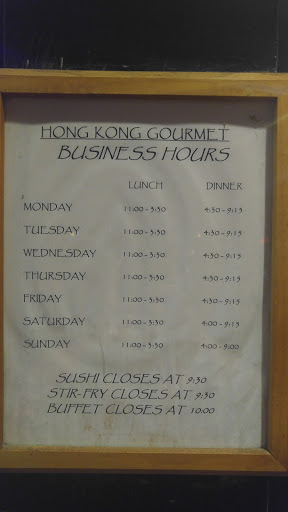 HONG KONG GOURMET
BUSINESS HOURS
LUNCH DINNER
MONDAY 11:00 - 3:30 4:30 - 9:15
TUESDAY 11:00 - 3:30 4:30 - 9:15
WEDNESDAY 11:00 - 3:30 4:30 - 9:15
THURSDAY 11:00 - 3:30 4:30 - 9:15
FRIDAY 11:00 - 3:30 4:30 - 9:15
SATURDAY 11:00 - 3:30 4:00 - 9:15
SUNDAY 11:00 - 3:30 4:00 - 9:00
SUSHI CLOSES AT 9:30
STIR-FRY CLOSES AT 9:30
BUFFET CLOSES AT 10:00